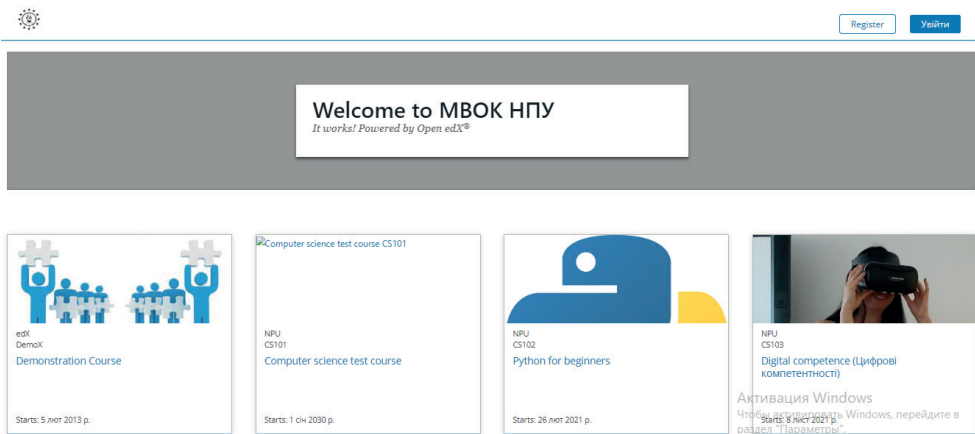 Register
Увійти
Welcome to МВОК НПУ
It works! Powered by Open edX®
edX
DemoX
Demonstration Course
Starts: 5 лют 2013 р.
Computer science test course CS101
NPU
CS101
Computer science test course
Starts: 1 січ 2030 р.
NPU
CS102
Python for beginners
Starts: 26 лют 2021 р.
NPU
CS103
Digital competence (Цифрові
компетентності)
Starts: 8 лист 2021 р.
Активация Windows
Чтобы активировать Windows, перейдите в
раздел "Параметры".